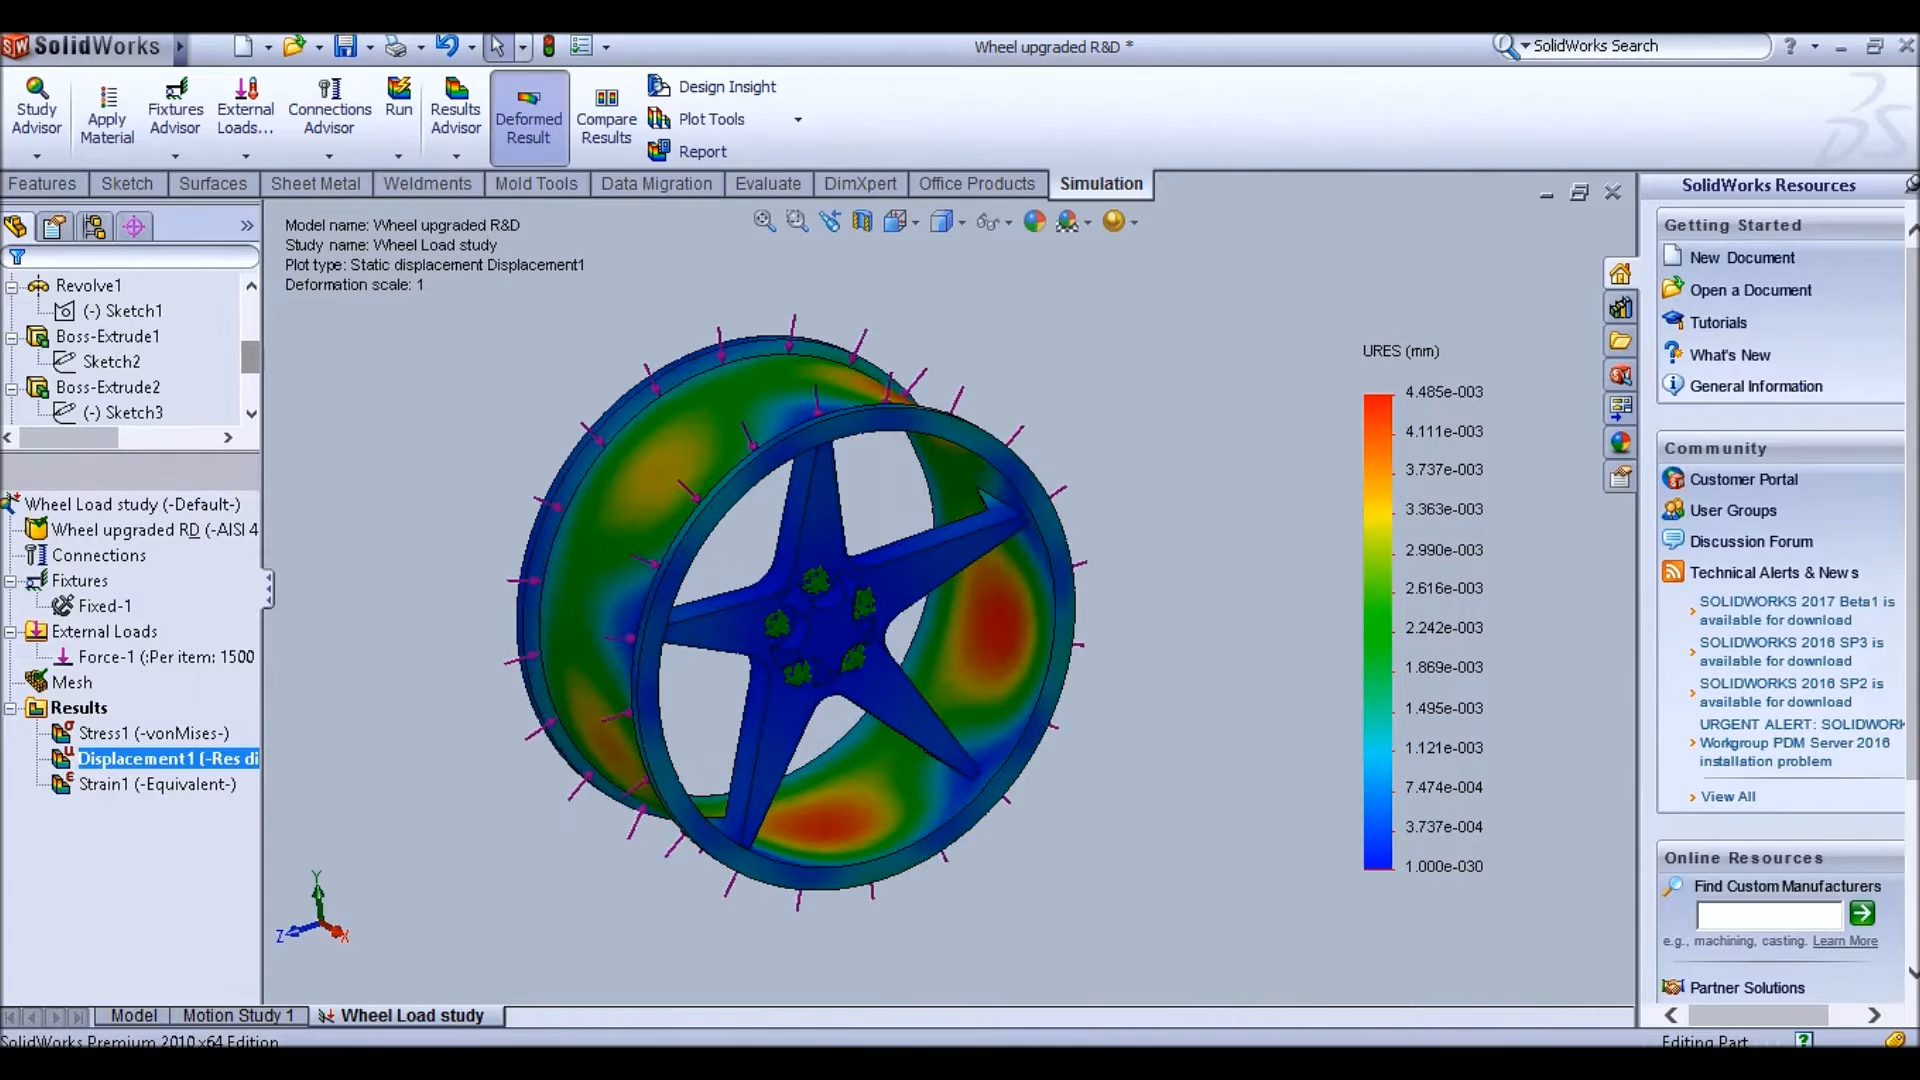 SolidWorks
Wheel upgraded R&D *
SolidWorks Search
Study Advisor
Apply Material
Fixtures Advisor
External Loads...
Connections Advisor
Run
Results Advisor
Deformed Result
Compare Results
Design Insight
Plot Tools
Report
Features
Sketch
Surfaces
Sheet Metal
Weldments
Mold Tools
Data Migration
Evaluate
DimXpert
Office Products
Simulation
Revolve1
(-) Sketch1
Boss-Extrude1
Sketch2
Boss-Extrude2
(-) Sketch3
Wheel Load study (-Default-)
Wheel upgraded RD (-AISI 4
Connections
Fixtures
Fixed-1
External Loads
Force-1 (:Per item: 1500
Mesh
Results
Stress1 (-vonMises-)
Displacement1 (-Res di
Strain1 (-Equivalent-)
Model name: Wheel upgraded R&D
Study name: Wheel Load study
Plot type: Static displacement Displacement1
Deformation scale: 1
URES (mm)
4.485e-003
4.111e-003
3.737e-003
3.363e-003
2.990e-003
2.616e-003
2.242e-003
1.869e-003
1.495e-003
1.121e-003
7.474e-004
3.737e-004
1.000e-030
Y
Z
X
SolidWorks Resources
Getting Started
New Document
Open a Document
Tutorials
What's New
General Information
Community
Customer Portal
User Groups
Discussion Forum
Technical Alerts & News
SOLIDWORKS 2017 Beta1 is
available for download
SOLIDWORKS 2016 SP3 is
available for download
SOLIDWORKS 2016 SP2 is
available for download
URGENT ALERT: SOLIDWORK
Workgroup PDM Server 2016
installation problem
View All
Online Resources
Find Custom Manufacturers
e.g., machining, casting. Learn More
Partner Solutions
Model
Motion Study 1
Wheel Load study
SolidWorks Premium 2010 x64 Edition
Editing Part